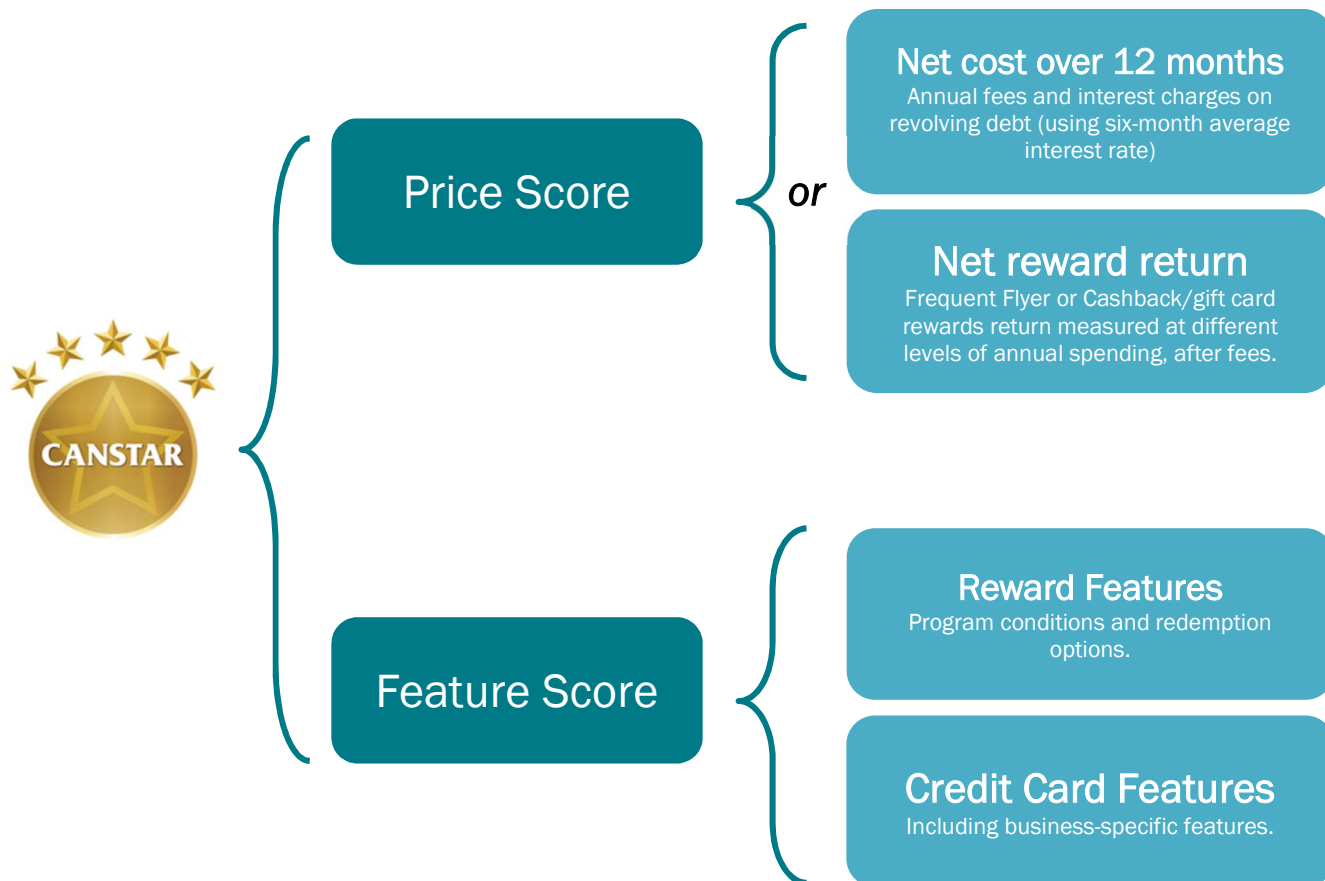 CANSTAR
Price Score
or
Net cost over 12 months
Annual fees and interest charges on
revolving debt (using six-month average
interest rate)
Net reward return
Frequent Flyer or Cashback/gift card
rewards return measured at different
levels of annual spending, after fees.
Feature Score
Reward Features
Program conditions and redemption
options.
Credit Card Features
Including business-specific features.